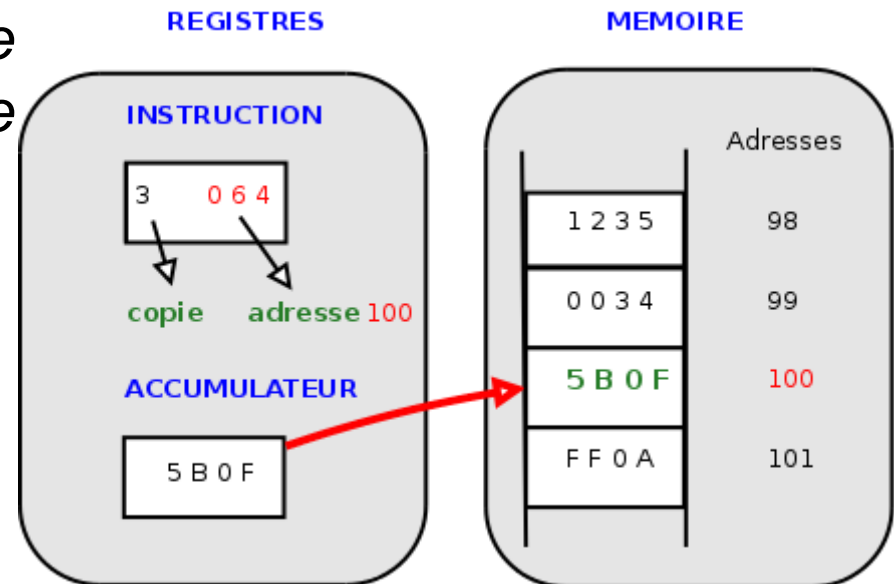 e
e
REGISTRES
INSTRUCTION
3 0 6 4
copie adresse 100
ACCUMULATEUR
5 B 0 F
MEMOIRE
Adresses
1 2 3 5 98
0 0 3 4 99
5 B 0 F 100
F F 0 A 101